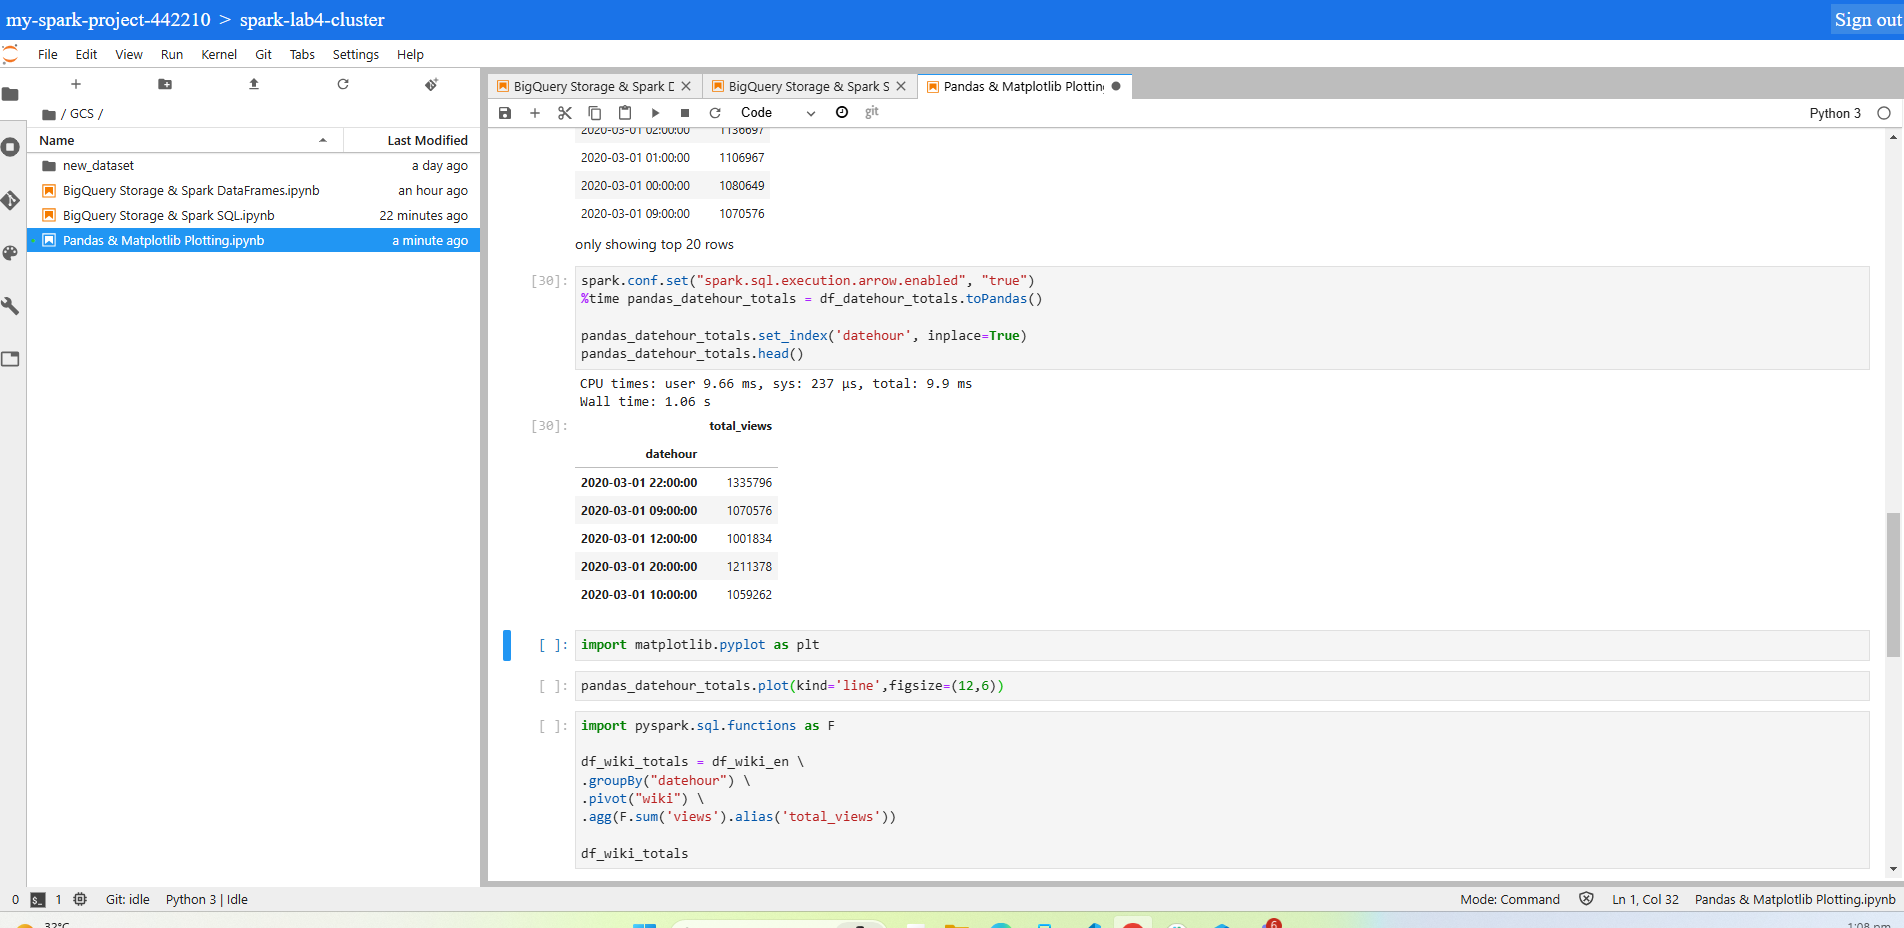 my-spark-project-442210 > spark-lab4-cluster
Sign out
File Edit View Run Kernel Git Tabs Settings Help
/ GCS /
Name Last Modified
new_dataset a day ago
BigQuery Storage & Spark DataFrames.ipynb an hour ago
BigQuery Storage & Spark SQL.ipynb 22 minutes ago
Pandas & Matplotlib Plotting.ipynb a minute ago
BigQuery Storage & Spark D
BigQuery Storage & Spark S
Pandas & Matplotlib Plottin
Code
git
Python 3
2020-03-01 02:00:00 1136697
2020-03-01 01:00:00 1106967
2020-03-01 00:00:00 1080649
2020-03-01 09:00:00 1070576
only showing top 20 rows
[30]: spark.conf.set("spark.sql.execution.arrow.enabled", "true")
%time pandas_datehour_totals = df_datehour_totals.toPandas()
pandas_datehour_totals.set_index('datehour', inplace=True)
pandas_datehour_totals.head()
CPU times: user 9.66 ms, sys: 237 µs, total: 9.9 ms
Wall time: 1.06 s
[30]: total_views
datehour
2020-03-01 22:00:00 1335796
2020-03-01 09:00:00 1070576
2020-03-01 12:00:00 1001834
2020-03-01 20:00:00 1211378
2020-03-01 10:00:00 1059262
[ ]: import matplotlib.pyplot as plt
[ ]: pandas_datehour_totals.plot(kind='line',figsize=(12,6))
[ ]: import pyspark.sql.functions as F
df_wiki_totals = df_wiki_en \
.groupBy("datehour") \
.pivot("wiki") \
.agg(F.sum('views').alias('total_views'))
df_wiki_totals
0 $_ 1 Git: idle Python 3 | Idle
Mode: Command Ln 1, Col 32 Pandas & Matplotlib Plotting.ipynb
32°C
6
1:08 pm